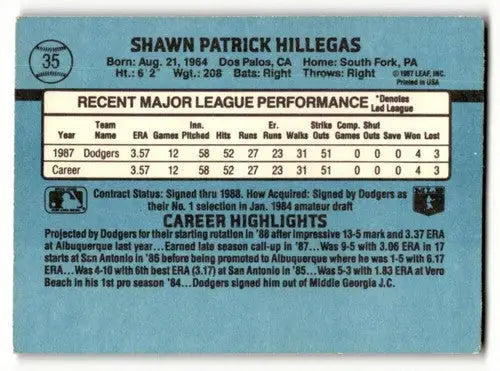 35
SHAWN PATRICK HILLEGAS
Born: Aug. 21, 1964 Dos Palos, CA Home: South Fork, PA
Ht.: 6'2" Wgt.: 208 Bats: Right Throws: Right
© 1987 LEAF, INC.
Printed in USA
RECENT MAJOR LEAGUE PERFORMANCE *Denotes Led League
Year Team Name ERA Games Inn. Pitched Hits Runs Er. Runs Walks Strike Outs Comp. Games Shut Outs Save Won Lost
1987 Dodgers 3.57 12 58 52 27 23 31 51 0 0 0 4 3
Career 3.57 12 58 52 27 23 31 51 0 0 0 4 3
Contract Status: Signed thru 1988. How Acquired: Signed by Dodgers as
their No. 1 selection in Jan. 1984 amateur draft
CAREER HIGHLIGHTS
Projected by Dodgers for their starting rotation in '88 after impressive 13-5 mark and 3.37 ERA
at Albuquerque last year...Earned late season call-up in '87...Was 9-5 with 3.06 ERA in 17
starts at San Antonio in '86 before being promoted to Albuquerque where he was 1-5 with 6.17
ERA...Was 4-10 with 6th best ERA (3.17) at San Antonio in '85...Was 5-3 with 1.83 ERA at Vero
Beach in his 1st pro season '84...Dodgers signed him out of Middle Georgia J.C.